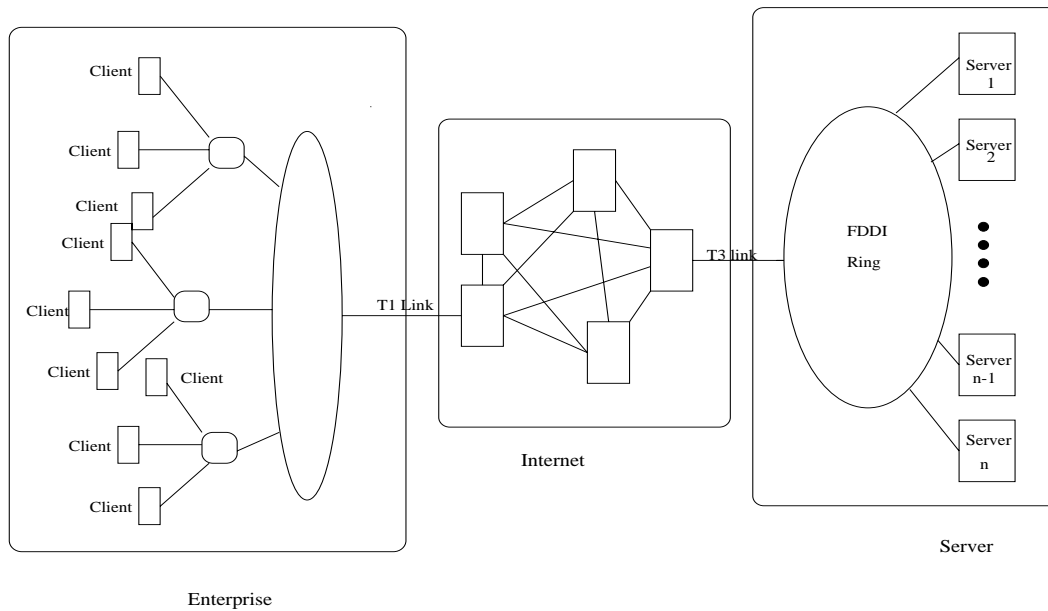 Client
Client
Client
Client
Client
Client
Client
Client
Client
T1 Link
Internet
T3 link
FDDI
Ring
Server
1
Server
2
Server
n-1
Server
n
Server
Enterprise